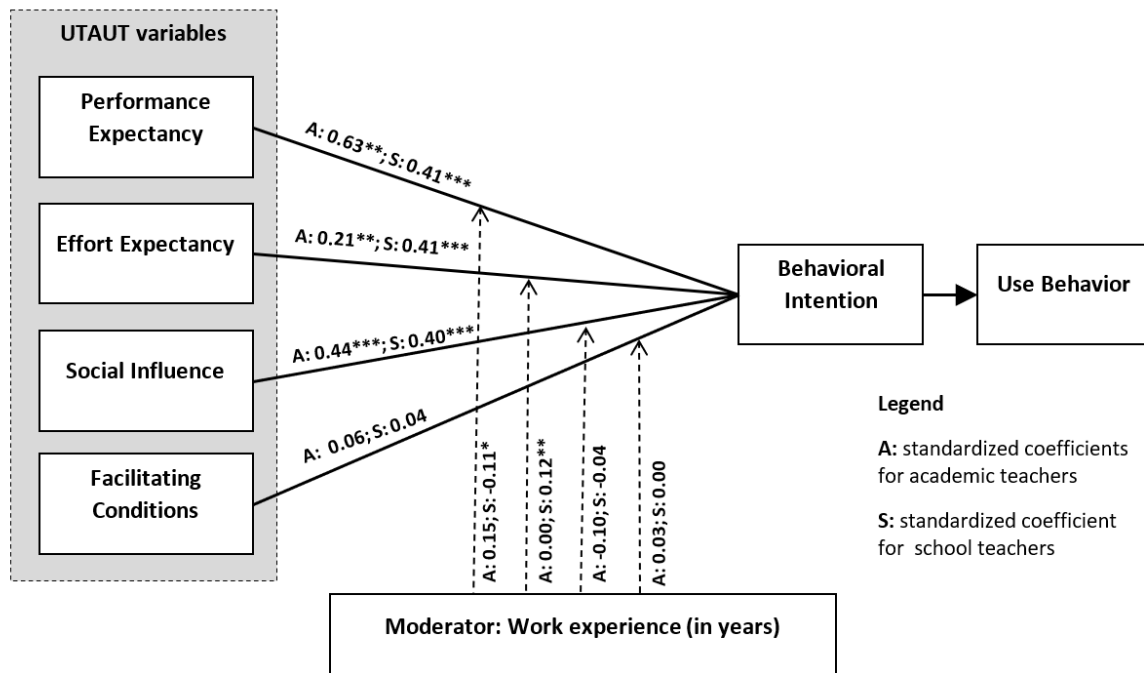 UTAUT variables
Performance
Expectancy
A: 0.63**; S: 0.41***
Effort Expectancy
A: 0.21**; S: 0.41***
Social Influence
A: 0.44***; S: 0.40***
Facilitating
Conditions
A: 0.06; S: 0.04
Behavioral
Intention
Use Behavior
A: 0.15; S: -0.11*
A: 0.00; S: 0.12**
A: -0.10; S: -0.04
A: 0.03; S: 0.00
Legend
A: standardized coefficients
for academic teachers
S: standardized coefficient
for school teachers
Moderator: Work experience (in years)